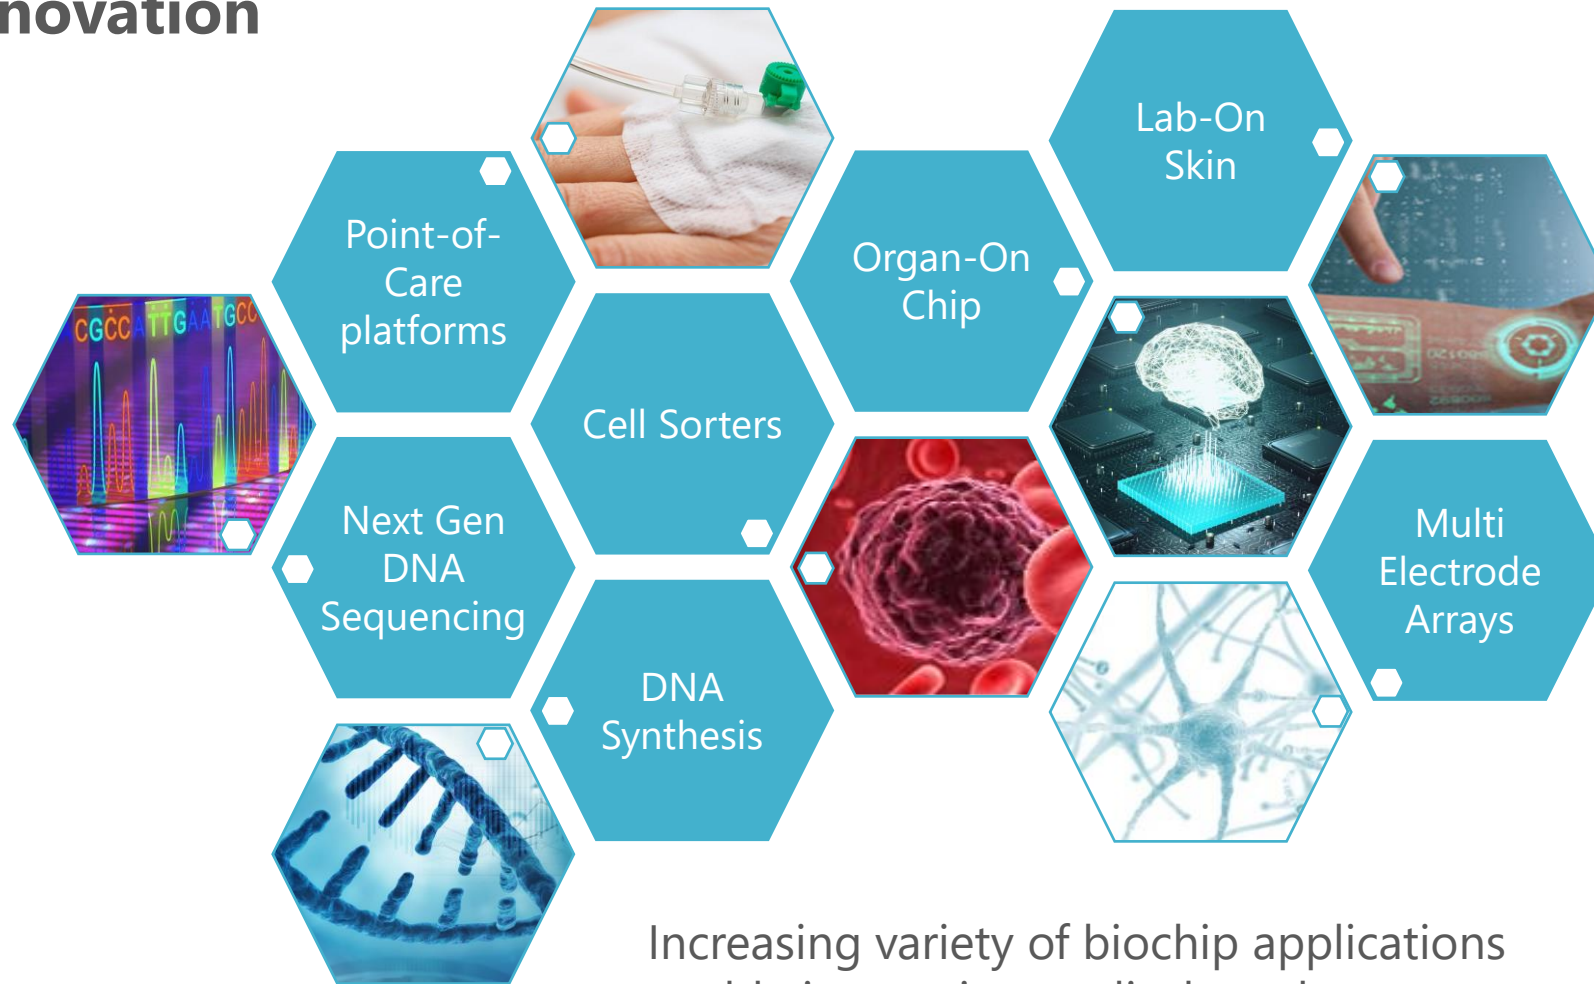 novation
Lab-On
Skin
Point-of-
Care
platforms
Organ-On
Chip
CGCC ATTGAATGCC
Cell Sorters
Next Gen
DNA
Sequencing
Multi
Electrode
Arrays
DNA
Synthesis
Increasing variety of biochip applications